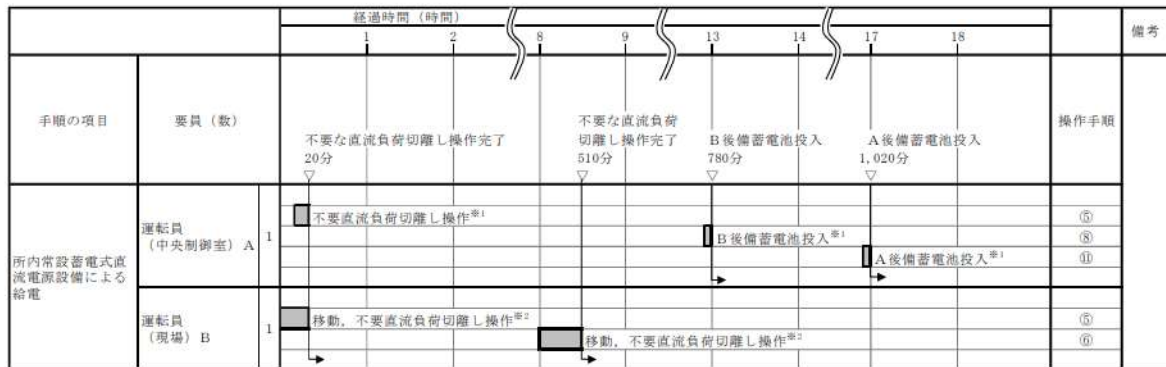 経過時間（時間）
1 2 8 9 13 14 17 18
備考
手順の項目
要員（数）
操作手順
不要な直流負荷切離し操作完了
20分
不要な直流負荷
切離し操作完了
510分
B後備蓄電池投入
780分
A後備蓄電池投入
1,020分
所内常設蓄電式直
流電源設備による
給電
運転員
（中央制御室）A
1
不要直流負荷切離し操作※1
⑤
B後備蓄電池投入※1
⑧
A後備蓄電池投入※1
⑪
運転員
（現場）B
1
移動，不要直流負荷切離し操作※2
⑤
移動，不要直流負荷切離し操作※2
⑥